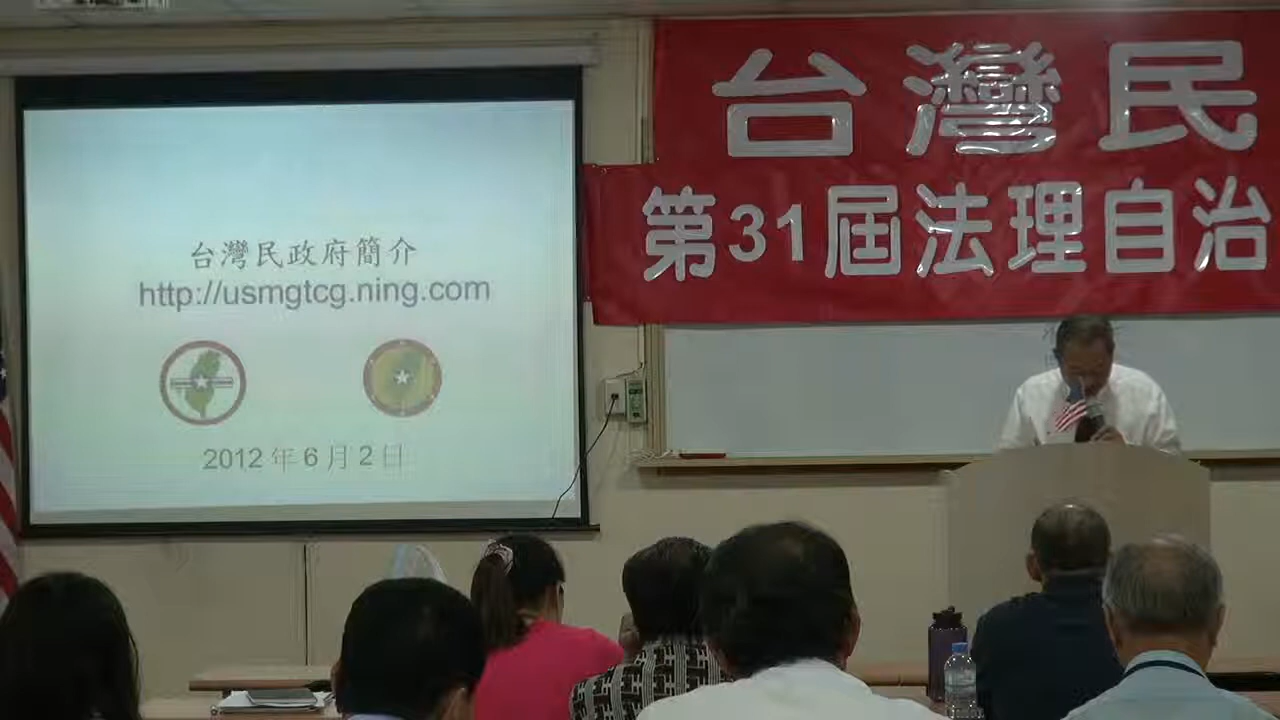 台灣民
第31屆法理自治
台灣民政府簡介
http://usmgtcg.ning.com
2012年6月2日